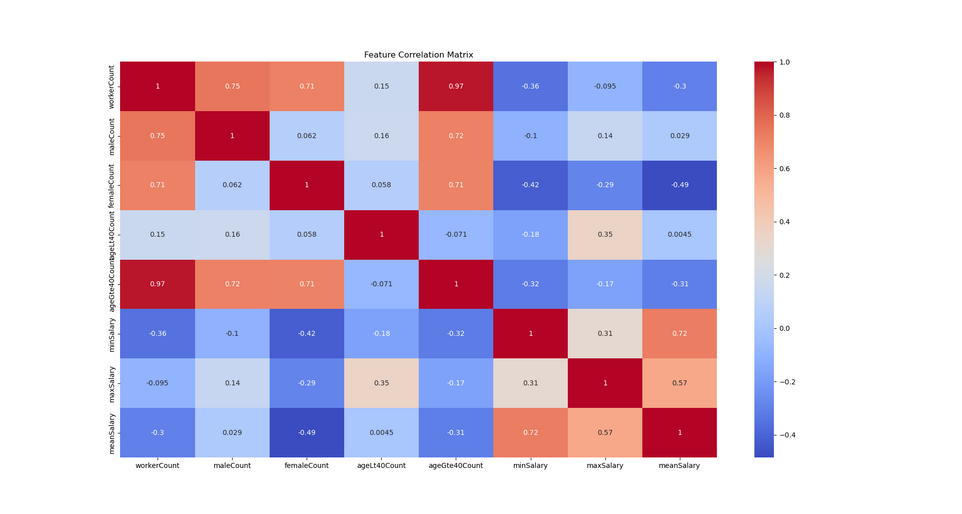 Feature Correlation Matrix
workerCount 1 0.75 0.71 0.15 0.97 -0.36 -0.095 -0.3
maleCount 0.75 1 0.062 0.16 0.72 -0.1 0.14 0.029
femaleCount 0.71 0.062 1 0.058 0.71 -0.42 -0.29 -0.49
ageLt40Count 0.15 0.16 0.058 1 -0.071 -0.18 0.35 0.0045
ageGte40Count 0.97 0.72 0.71 -0.071 1 -0.32 -0.17 -0.31
minSalary -0.36 -0.1 -0.42 -0.18 -0.32 1 0.31 0.72
maxSalary -0.095 0.14 -0.29 0.35 -0.17 0.31 1 0.57
meanSalary -0.3 0.029 -0.49 0.0045 -0.31 0.72 0.57 1
workerCount maleCount femaleCount ageLt40Count ageGte40Count minSalary maxSalary meanSalary
1.0
0.8
0.6
0.4
0.2
0.0
−0.2
−0.4